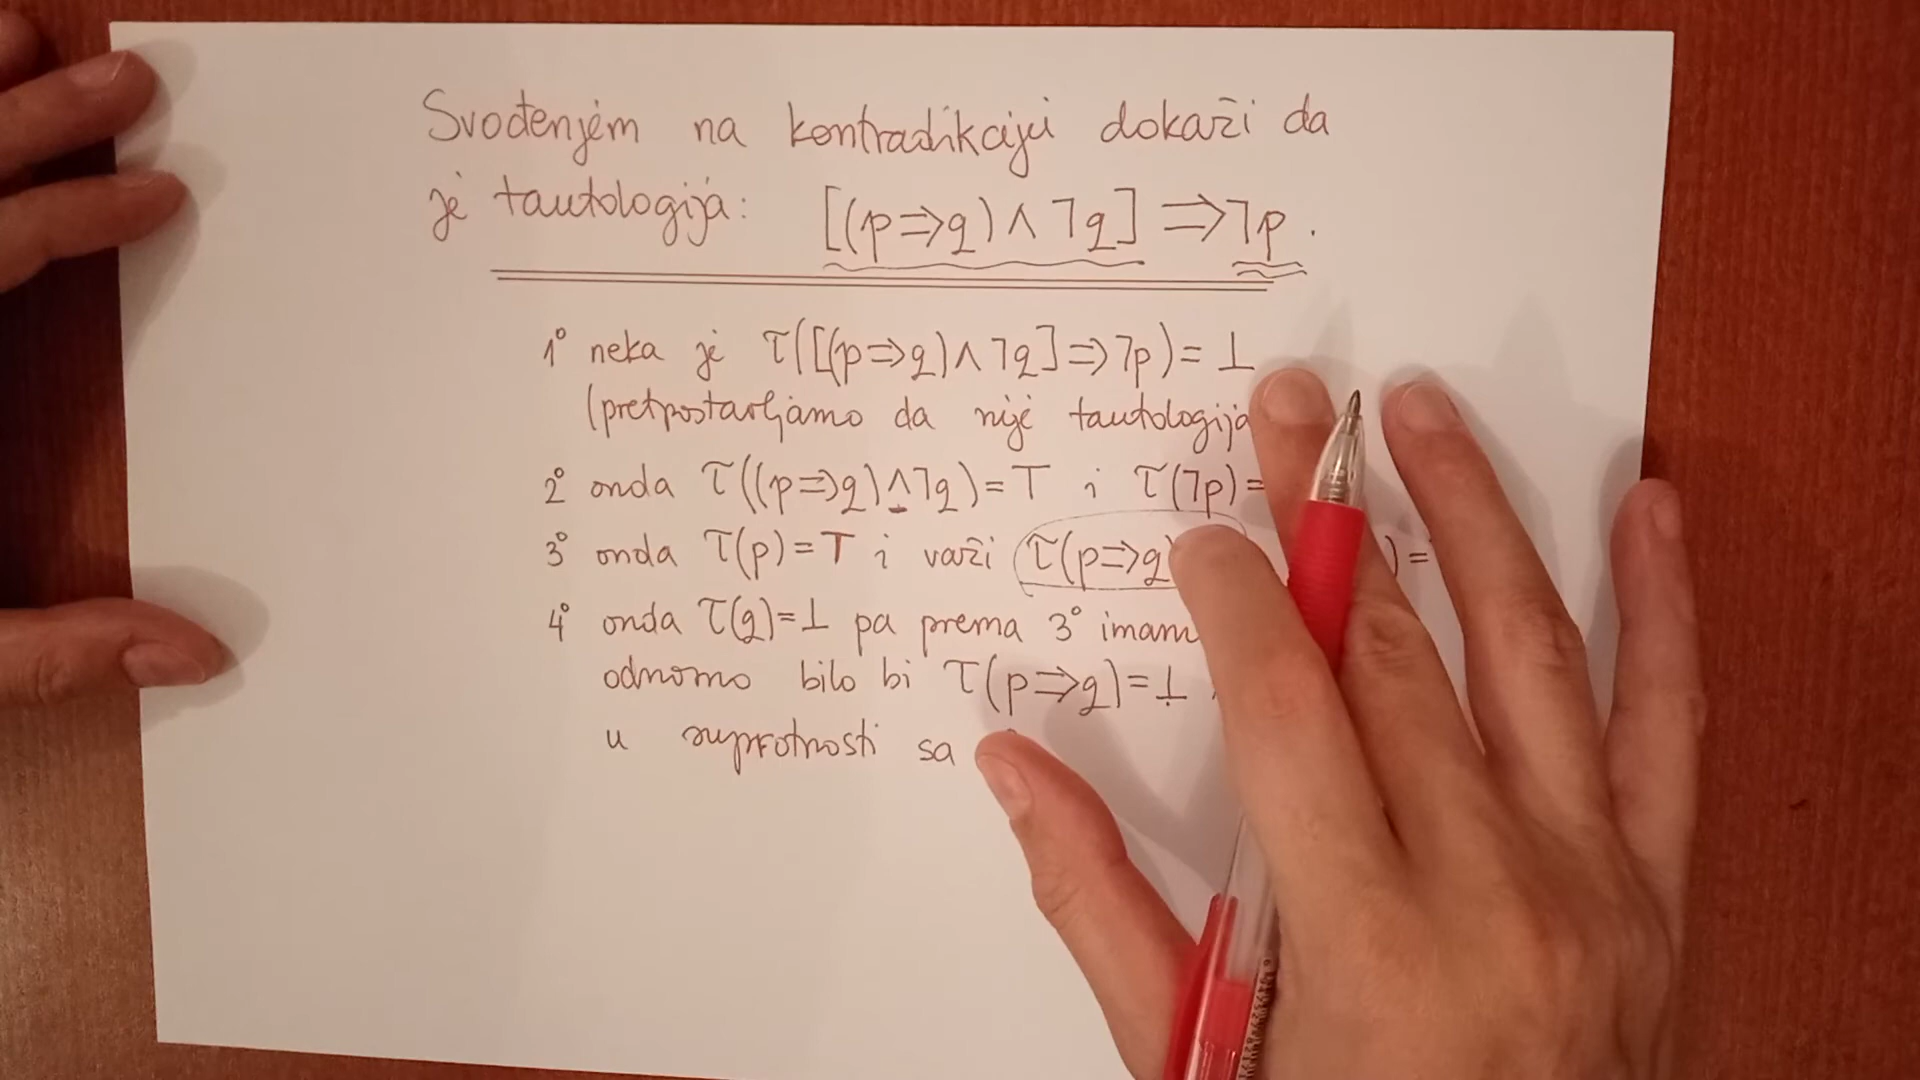 Svođenjem na kontradikciju dokaži da
je tautologija: [(p⇒q)∧¬q]⇒¬p.
1° neka je τ([(p⇒q)∧¬q]⇒¬p)=⊥
(pretpostavljamo da nije tautologija
2° onda τ((p⇒q)∧¬q)=T i τ(¬p)=
3° onda τ(p)=T i važi τ(p⇒q) )=
4° onda τ(q)=⊥ pa prema 3° imam
odnosno bilo bi τ(p⇒q)=⊥
u suprotnosti sa